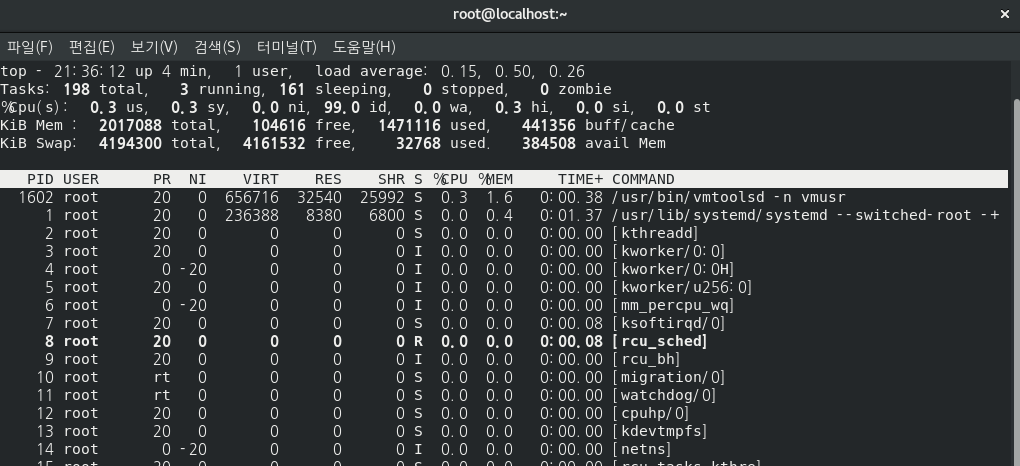 root@localhost:~ ×
파일(F) 편집(E) 보기(V) 검색(S) 터미널(T) 도움말(H)
top - 21:36:12 up 4 min, 1 user, load average: 0.15, 0.50, 0.26
Tasks: 198 total, 3 running, 161 sleeping, 0 stopped, 0 zombie
%Cpu(s): 0.3 us, 0.3 sy, 0.0 ni, 99.0 id, 0.0 wa, 0.3 hi, 0.0 si, 0.0 st
KiB Mem : 2017088 total, 104616 free, 1471116 used, 441356 buff/cache
KiB Swap: 4194300 total, 4161532 free, 32768 used. 384508 avail Mem
PID USER PR NI VIRT RES SHR S %CPU %MEM TIME+ COMMAND
1602 root 20 0 656716 32540 25992 S 0.3 1.6 0:00.38 /usr/bin/vmtoolsd -n vmusr
1 root 20 0 236388 8380 6800 S 0.0 0.4 0:01.37 /usr/lib/systemd/systemd --switched-root -+
2 root 20 0 0 0 0 S 0.0 0.0 0:00.00 [kthreadd]
3 root 20 0 0 0 0 I 0.0 0.0 0:00.00 [kworker/0:0]
4 root 0 -20 0 0 0 I 0.0 0.0 0:00.00 [kworker/0:0H]
5 root 20 0 0 0 0 I 0.0 0.0 0:00.00 [kworker/u256:0]
6 root 0 -20 0 0 0 I 0.0 0.0 0:00.00 [mm_percpu_wq]
7 root 20 0 0 0 0 S 0.0 0.0 0:00.08 [ksoftirqd/0]
8 root 20 0 0 0 0 R 0.0 0.0 0:00.08 [rcu_sched]
9 root 20 0 0 0 0 I 0.0 0.0 0:00.00 [rcu_bh]
10 root rt 0 0 0 0 S 0.0 0.0 0:00.00 [migration/0]
11 root rt 0 0 0 0 S 0.0 0.0 0:00.00 [watchdog/0]
12 root 20 0 0 0 0 S 0.0 0.0 0:00.00 [cpuhp/0]
13 root 20 0 0 0 0 S 0.0 0.0 0:00.00 [kdevtmpfs]
14 root 0 -20 0 0 0 I 0.0 0.0 0:00.00 [netns]